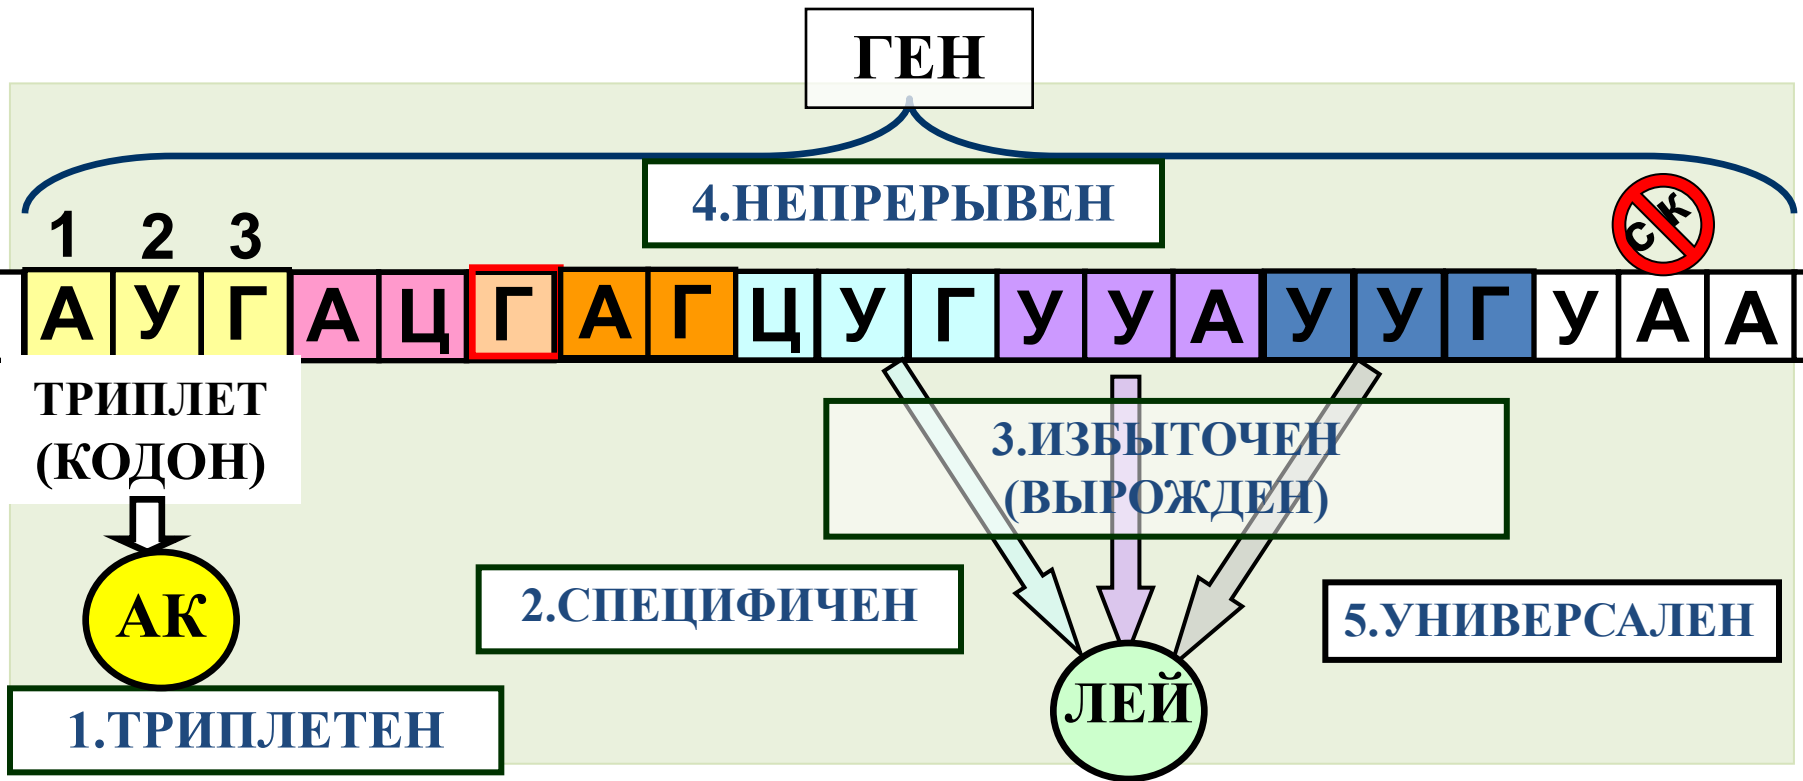 ГЕН
4.НЕПРЕРЫВЕН
1 2 3
СК
А У Г А Ц Г А Г Ц У Г У У А У У Г У А А
ТРИПЛЕТ
(КОДОН)
3.ИЗБЫТОЧЕН
(ВЫРОЖДЕН)
АК
2.СПЕЦИФИЧЕН
5.УНИВЕРСАЛЕН
ЛЕЙ
1.ТРИПЛЕТЕН